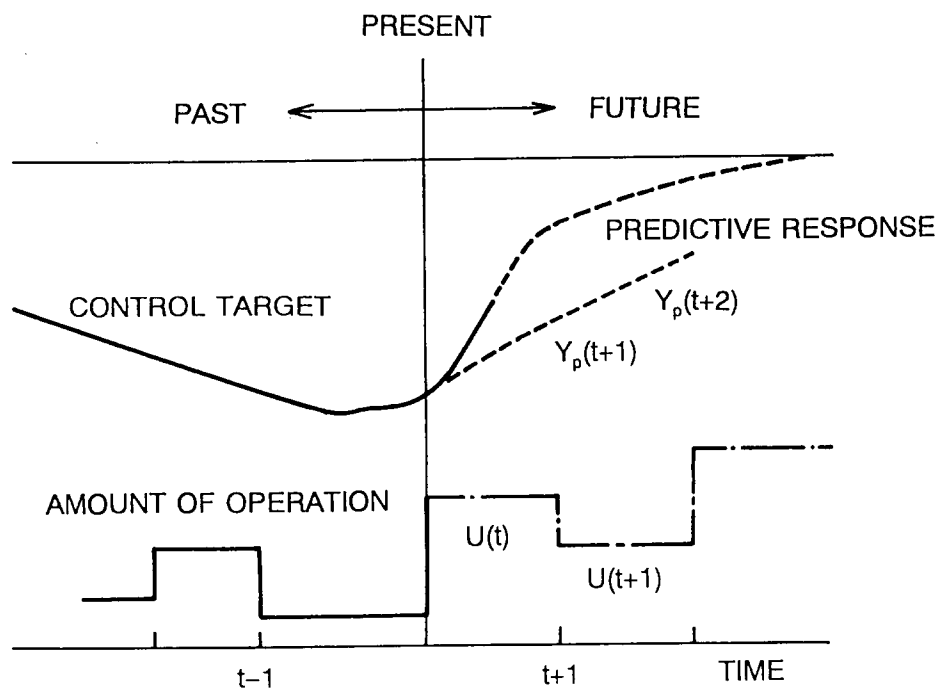 PRESENT
PAST
FUTURE
PREDICTIVE RESPONSE
CONTROL TARGET
Yp(t+2)
Yp(t+1)
AMOUNT OF OPERATION
U(t)
U(t+1)
t–1
t+1
TIME